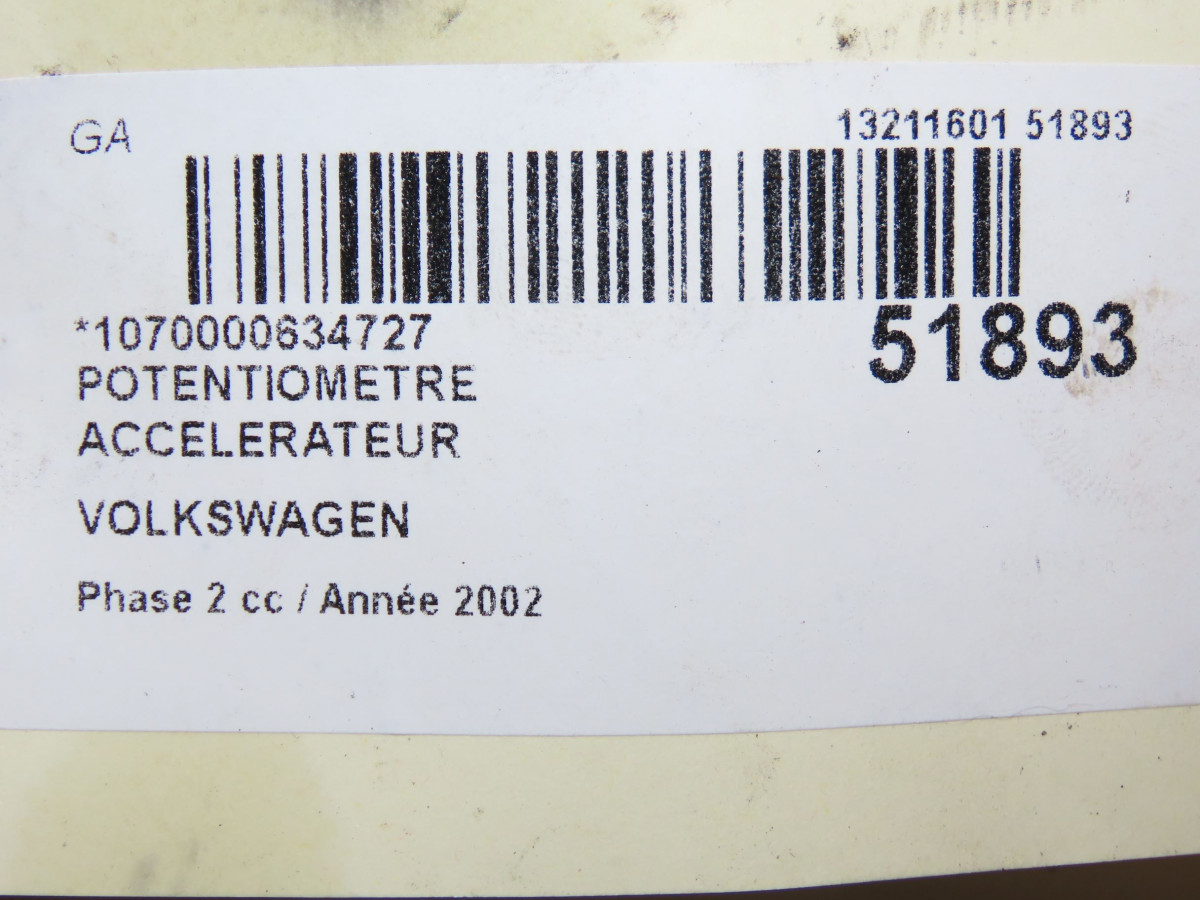 GA
13211601 51893
*1070000634727
51893
POTENTIOMETRE
ACCELERATEUR
VOLKSWAGEN
Phase 2 cc / Année 2002